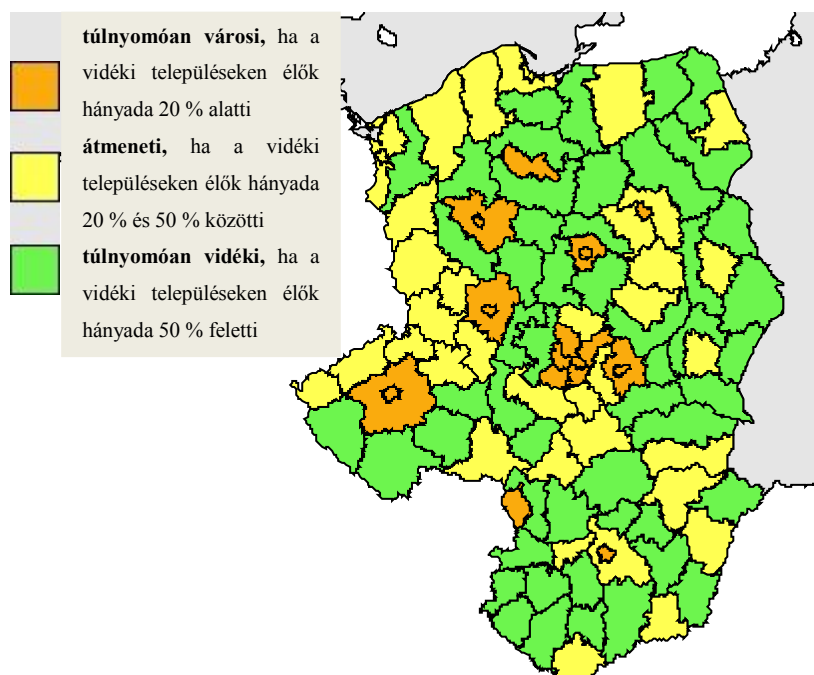 túlnyomóan városi, ha a
vidéki településeken élők
hányada 20 % alatti
átmeneti, ha a vidéki
településeken élők hányada
20 % és 50 % közötti
túlnyomóan vidéki, ha a
vidéki településeken élők
hányada 50 % feletti